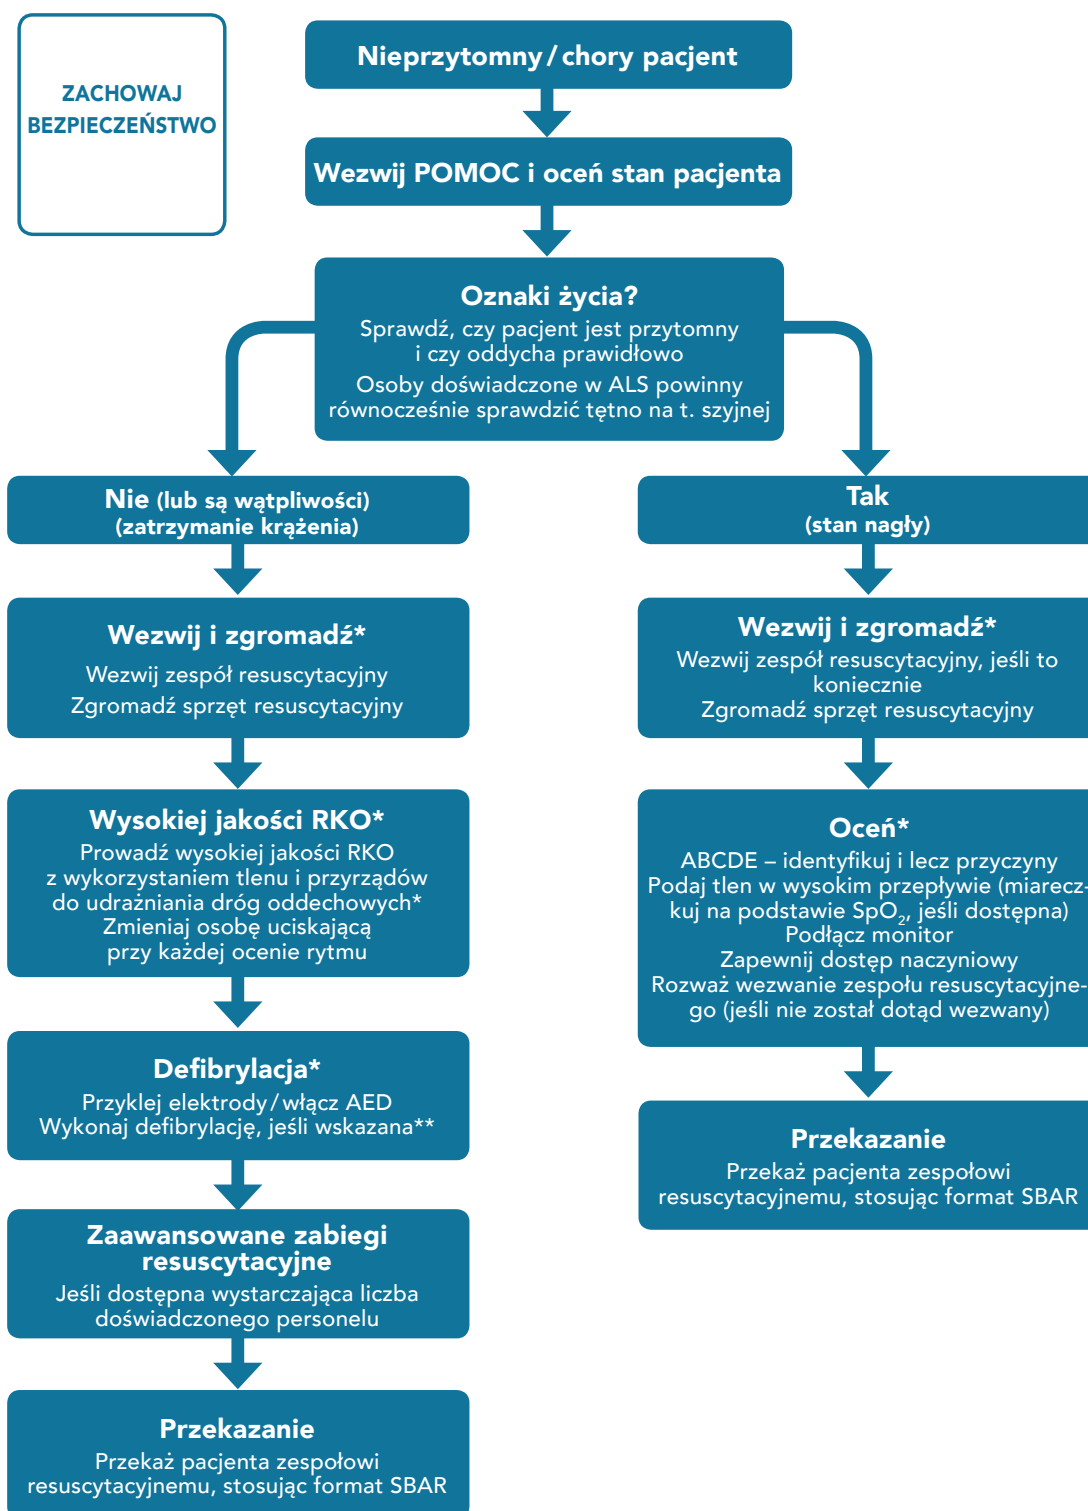 ZACHOWAJ
BEZPIECZEŃSTWO
Nieprzytomny / chory pacjent
Wezwij POMOC i oceń stan pacjenta
Oznaki życia?
Sprawdź, czy pacjent jest przytomny
i czy oddycha prawidłowo
Osoby doświadczone w ALS powinny
równocześnie sprawdzić tętno na t. szyjnej
Nie (lub są wątpliwości)
(zatrzymanie krążenia)
Wezwij i zgromadź*
Wezwij zespół resuscytacyjny
Zgromadź sprzęt resuscytacyjny
Wysokiej jakości RKO*
Prowadź wysokiej jakości RKO
z wykorzystaniem tlenu i przyrządów
do udrażniania dróg oddechowych*
Zmieniaj osobę uciskającą
przy każdej ocenie rytmu
Defibrylacja*
Przyklej elektrody / włącz AED
Wykonaj defibrylację, jeśli wskazana**
Zaawansowane zabiegi
resuscytacyjne
Jeśli dostępna wystarczająca liczba
doświadczonego personelu
Przekazanie
Przekaż pacjenta zespołowi
resuscytacyjnemu, stosując format SBAR
Tak
(stan nagły)
Wezwij i zgromadź*
Wezwij zespół resuscytacyjny, jeśli to
koniecznie
Zgromadź sprzęt resuscytacyjny
Oceń*
ABCDE – identyfikuj i lecz przyczyny
Podaj tlen w wysokim przepływie (miarecz-
kuj na podstawie SpO₂, jeśli dostępna)
Podłącz monitor
Zapewnij dostęp naczyniowy
Rozważ wezwanie zespołu resuscytacyjne-
go (jeśli nie został dotąd wezwany)
Przekazanie
Przekaż pacjenta zespołowi
resuscytacyjnemu, stosując format SBAR